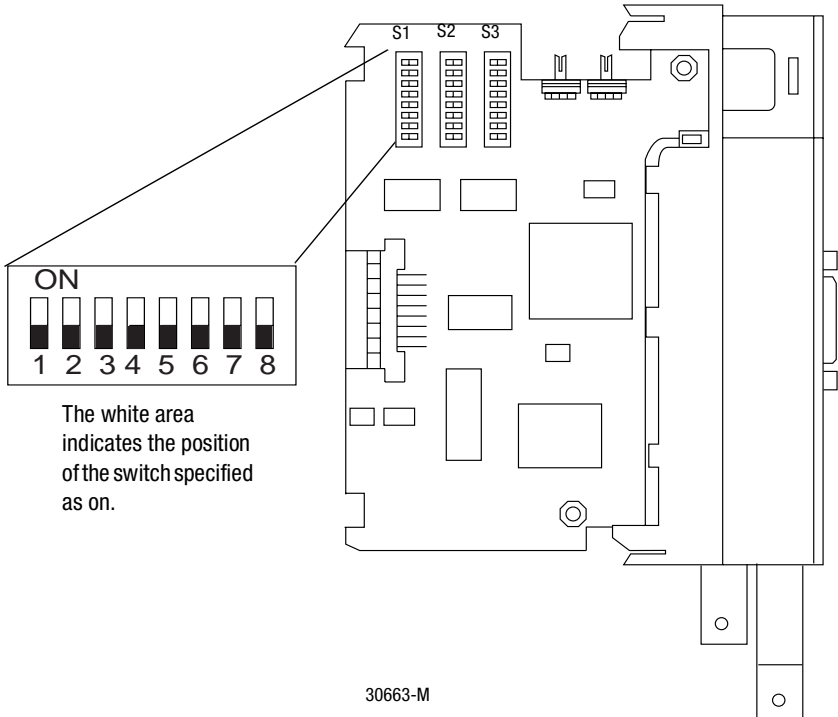 S1 S2 S3
ON
1 2 3 4 5 6 7 8
The white area
indicates the position
of the switch specified
as on.
30663-M